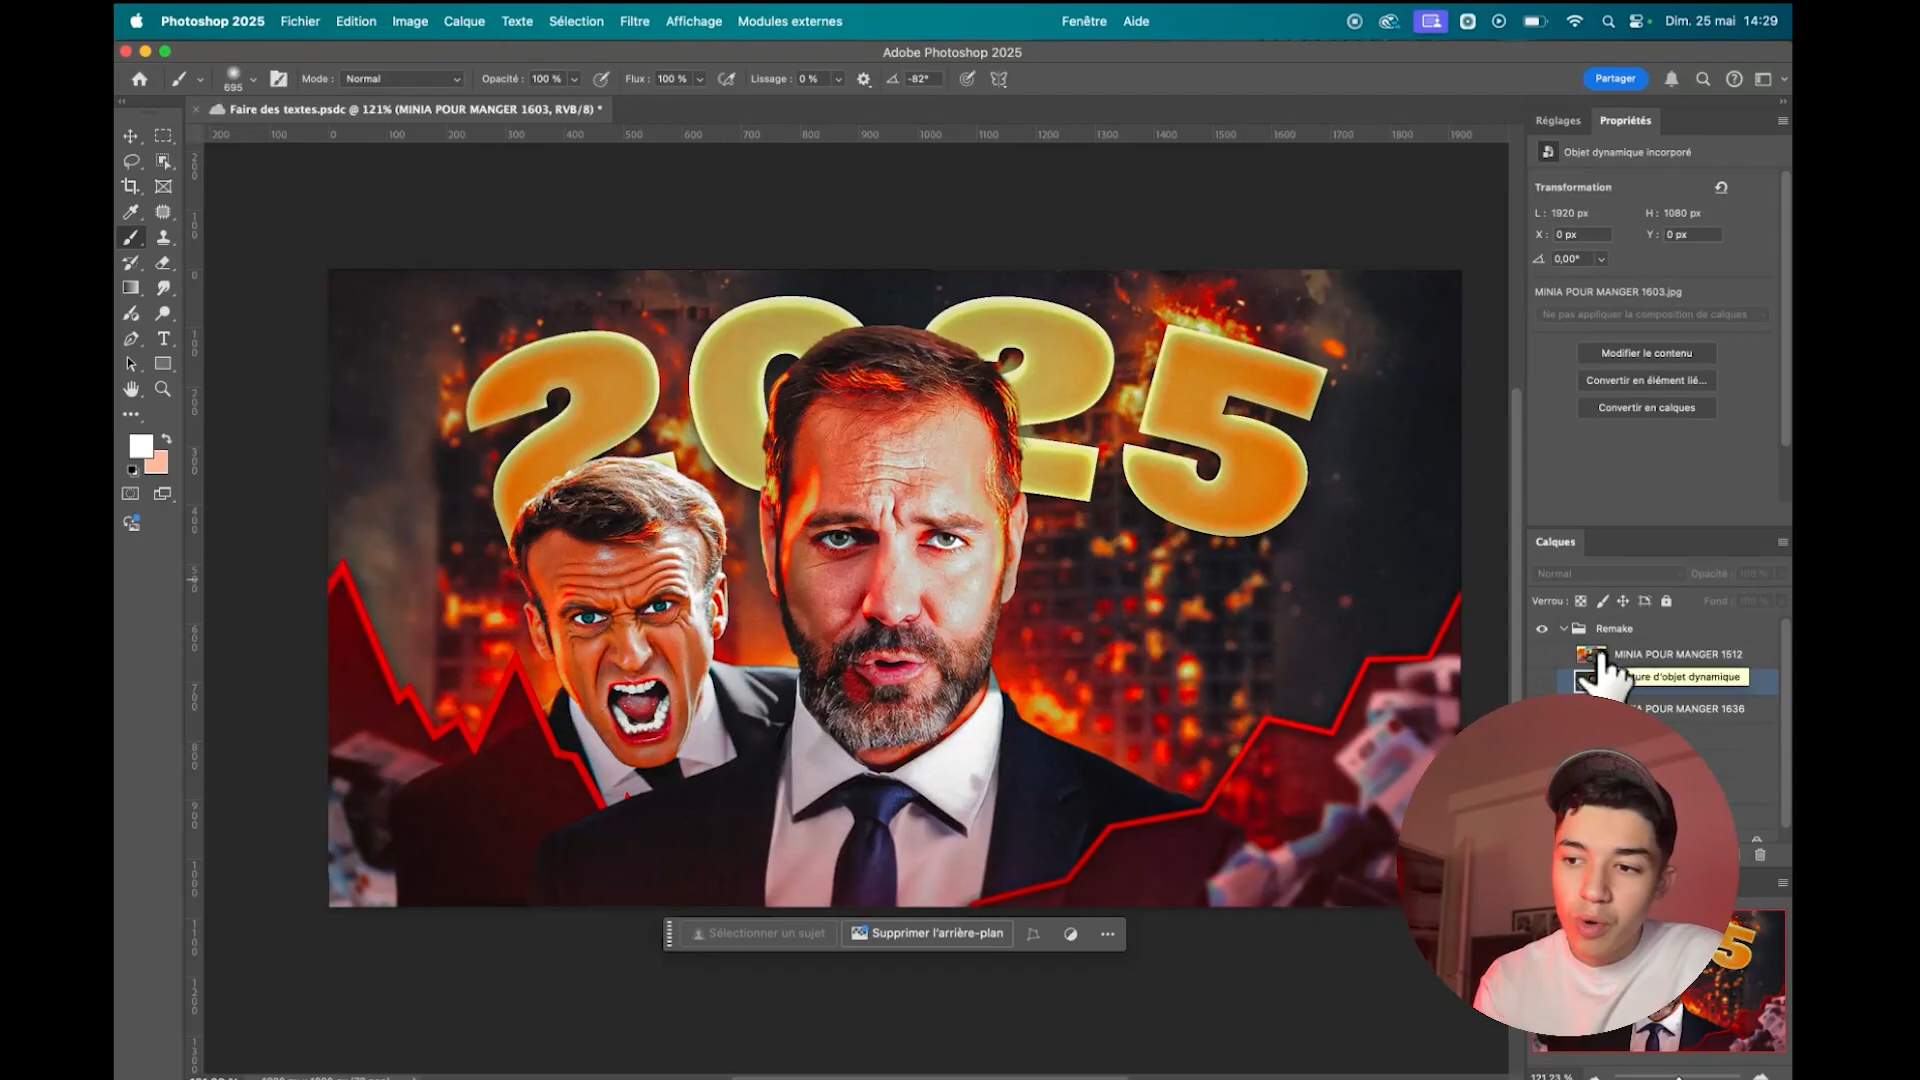 Photoshop 2025 Fichier Edition Image Calque Texte Sélection Filtre Affichage Modules externes Fenêtre Aide Dim. 25 mai 14:29
Adobe Photoshop 2025
695 Mode : Normal Opacité : 100 % Flux : 100 % Lissage : 0 % -82° Partager
Faire des textes.psdc @ 121% (MINIA POUR MANGER 1603, RVB/8) *
200 100 0 100 200 300 400 500 600 700 800 900 1000 1100 1200 1300 1400 1500 1600 1700 1800 1900
Réglages Propriétés
Objet dynamique incorporé
Transformation
L : 1920 px H : 1080 px
X : 0 px Y : 0 px
0,00°
MINIA POUR MANGER 1603.jpg
Ne pas appliquer la composition de calques
Modifier le contenu
Convertir en élément lié...
Convertir en calques
2025
Calques
Normal Opacité : 100 %
Verrou : Fond : 100 %
Remake
MINIA POUR MANGER 1512
ture d'objet dynamique
POUR MANGER 1636
Sélectionner un sujet Supprimer l'arrière-plan
5